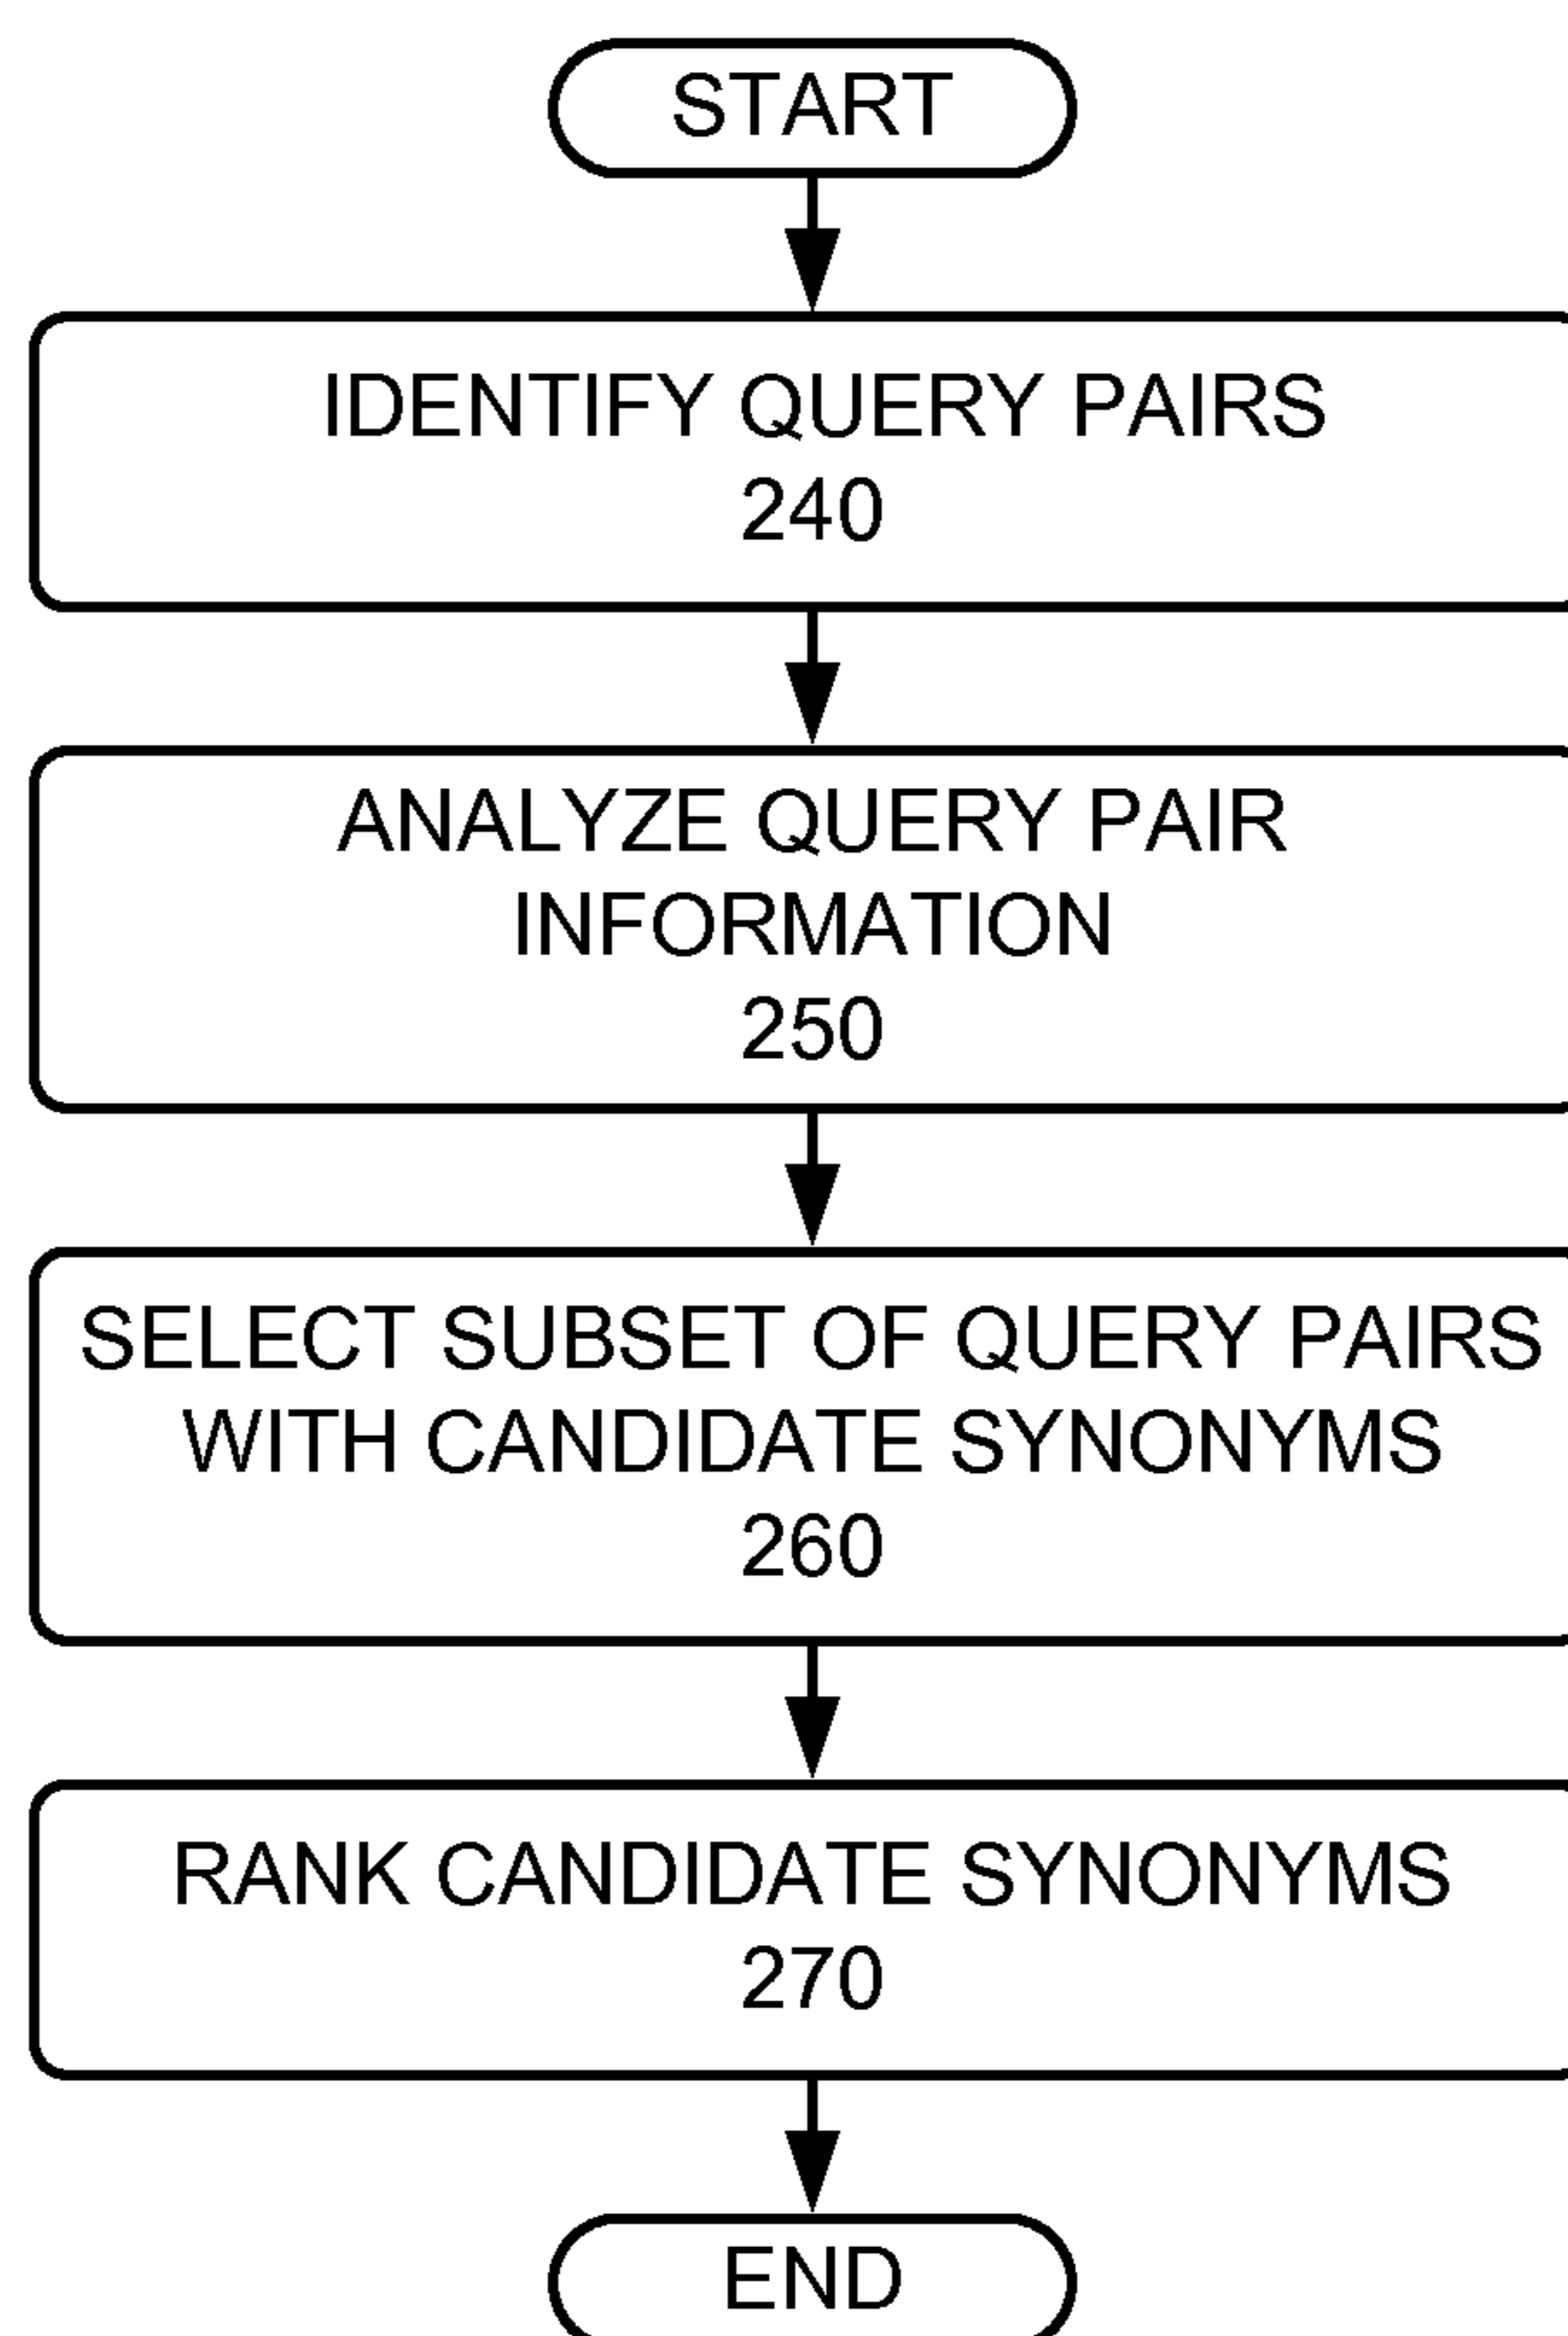 START
IDENTIFY QUERY PAIRS
240
ANALYZE QUERY PAIR
INFORMATION
250
SELECT SUBSET OF QUERY PAIRS
WITH CANDIDATE SYNONYMS
260
RANK CANDIDATE SYNONYMS
270
END